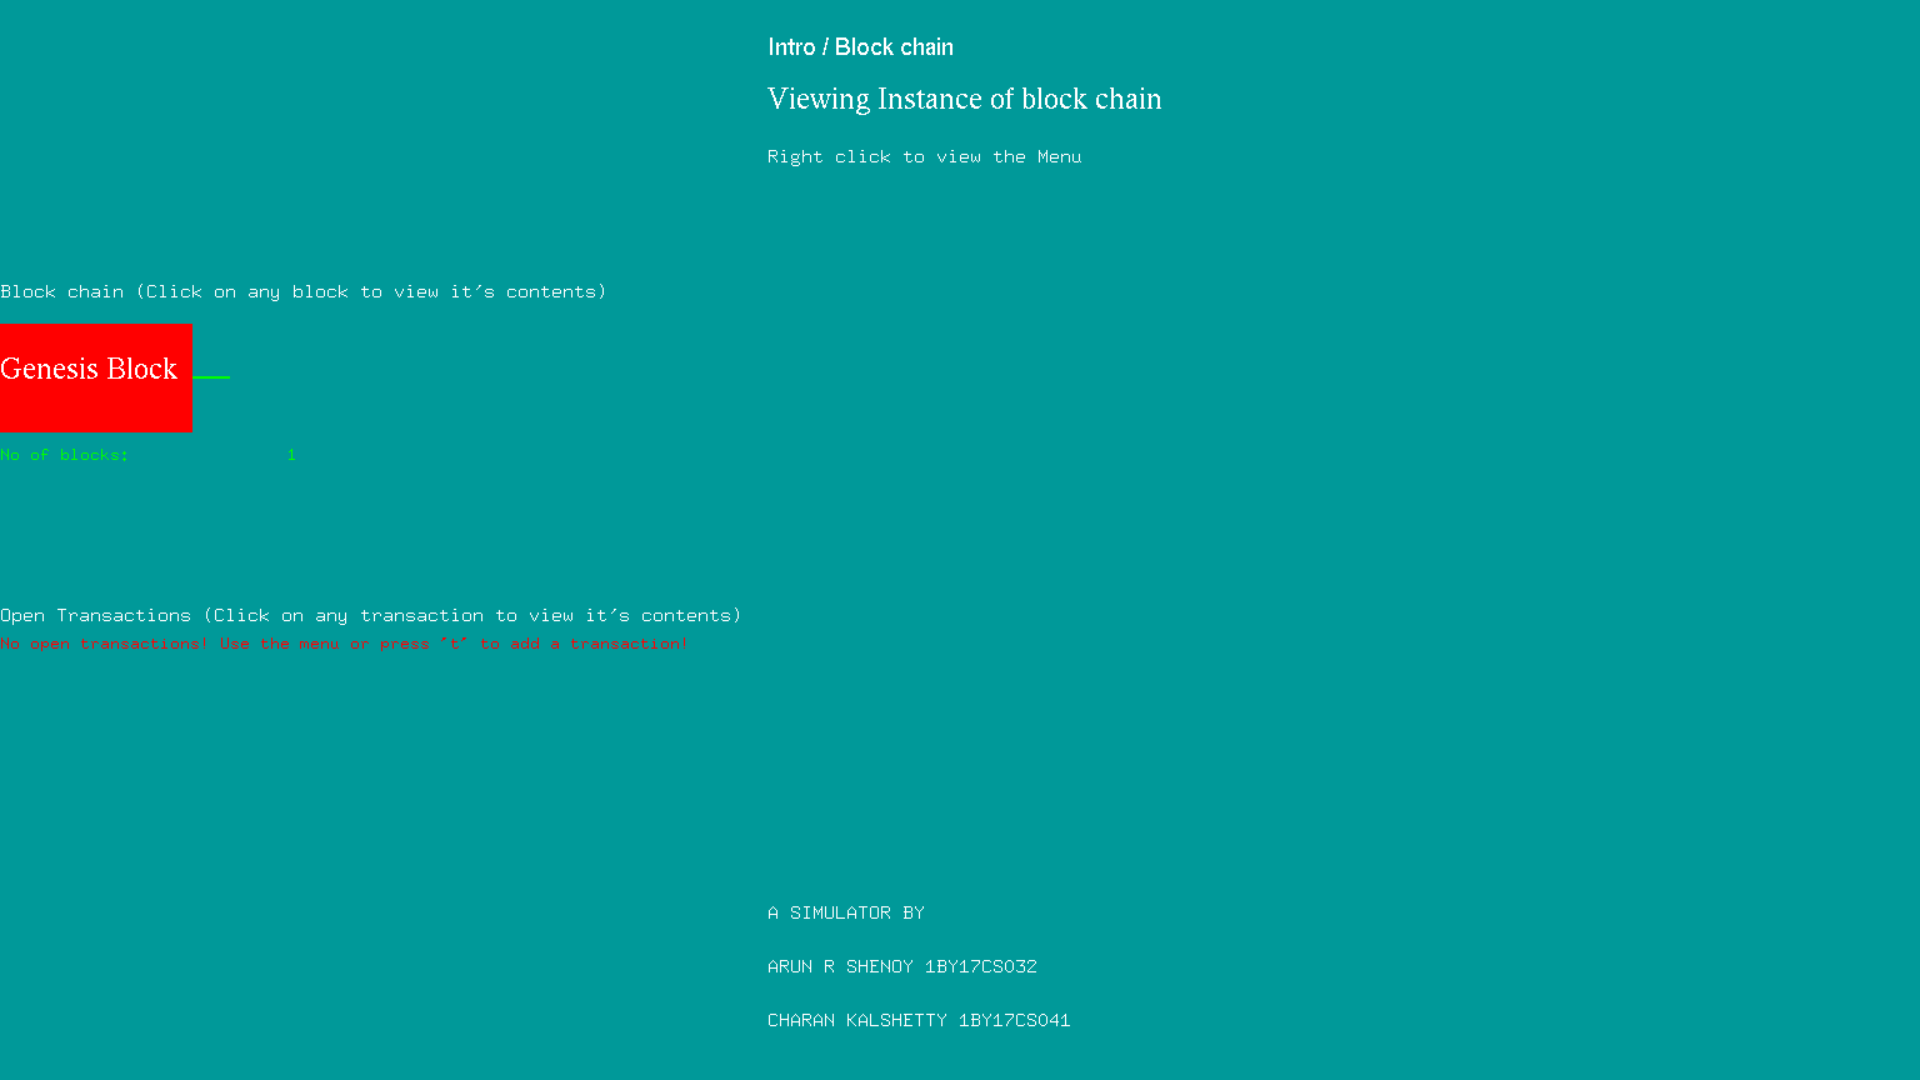 Intro / Block chain
Viewing Instance of block chain
Right click to view the Menu
Block chain (Click on any block to view it's contents)
Genesis Block
No of blocks: 1
Open Transactions (Click on any transaction to view it's contents)
No open transactions! Use the menu or press "t" to add a transaction!
A SIMULATOR BY
ARUN R SHENOY 1BY17CS032
CHARAN KALSHETTY 1BY17CS041